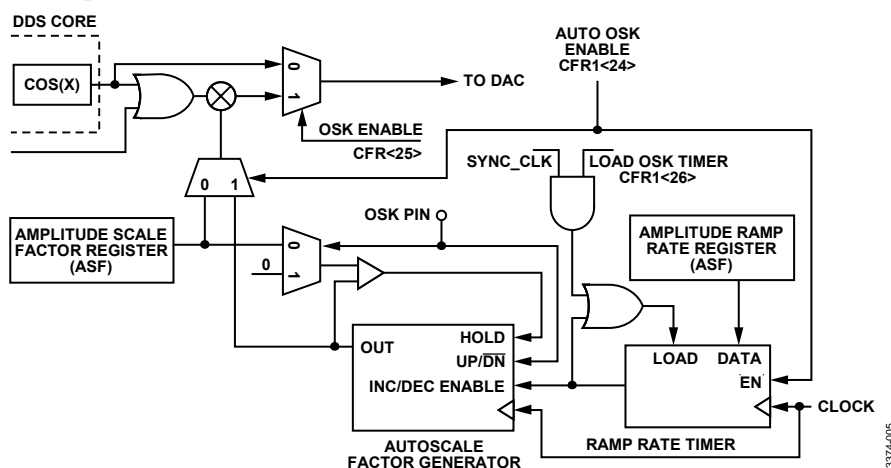 DDS CORE
COS(X)
0
1
TO DAC
OSK ENABLE
CFR<25>
AUTO OSK
ENABLE
CFR1<24>
SYNC_CLK
LOAD OSK TIMER
CFR1<26>
0 1
OSK PIN
AMPLITUDE SCALE
FACTOR REGISTER
(ASF)
0
1
0
AMPLITUDE RAMP
RATE REGISTER
(ASF)
OUT
HOLD
UP/DN
INC/DEC ENABLE
LOAD DATA
EN
CLOCK
AUTOSCALE
FACTOR GENERATOR
RAMP RATE TIMER